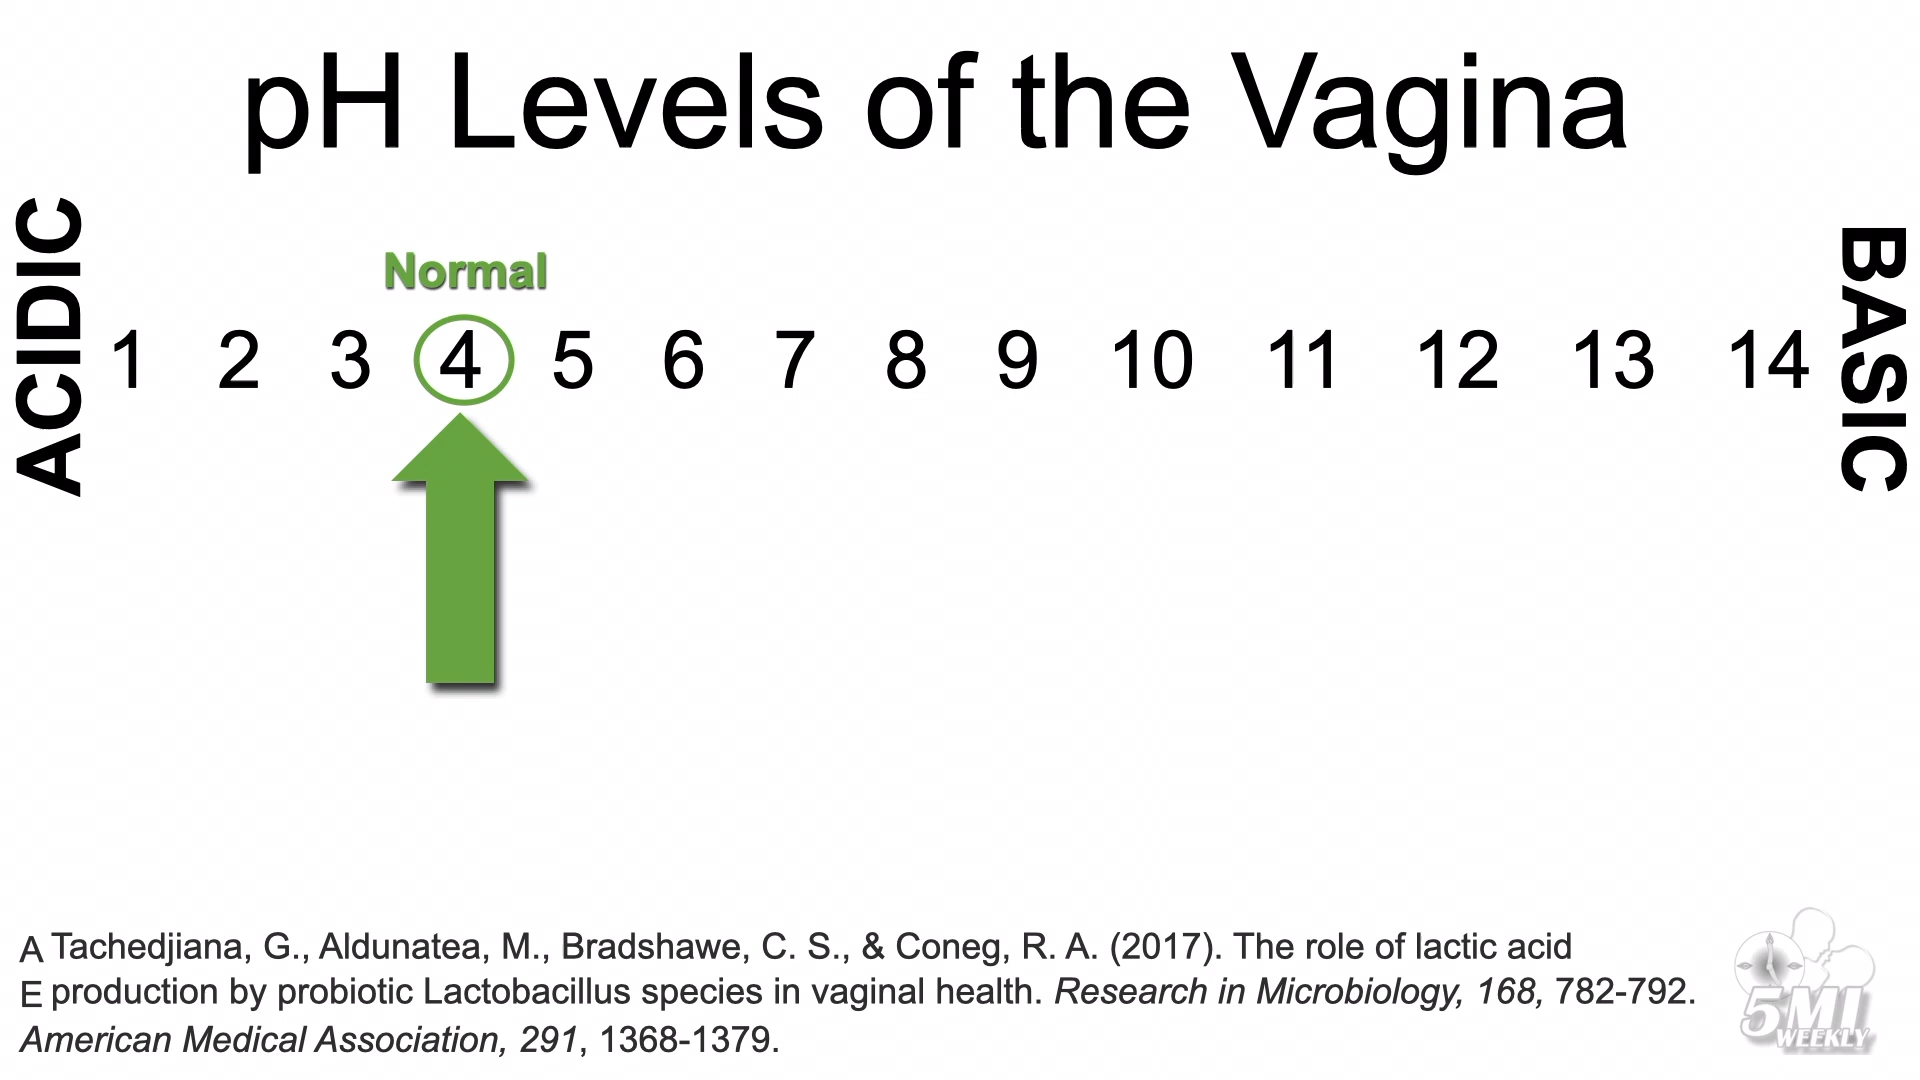 pH Levels of the Vagina
ACIDIC
Normal
1 2 3 4 5 6 7 8 9 10 11 12 13 14
BASIC
A Tachedjiana, G., Aldunatea, M., Bradshawe, C. S., & Coneg, R. A. (2017). The role of lactic acid
E production by probiotic Lactobacillus species in vaginal health. Research in Microbiology, 168, 782-792.
American Medical Association, 291, 1368-1379.
5MI
WEEKLY